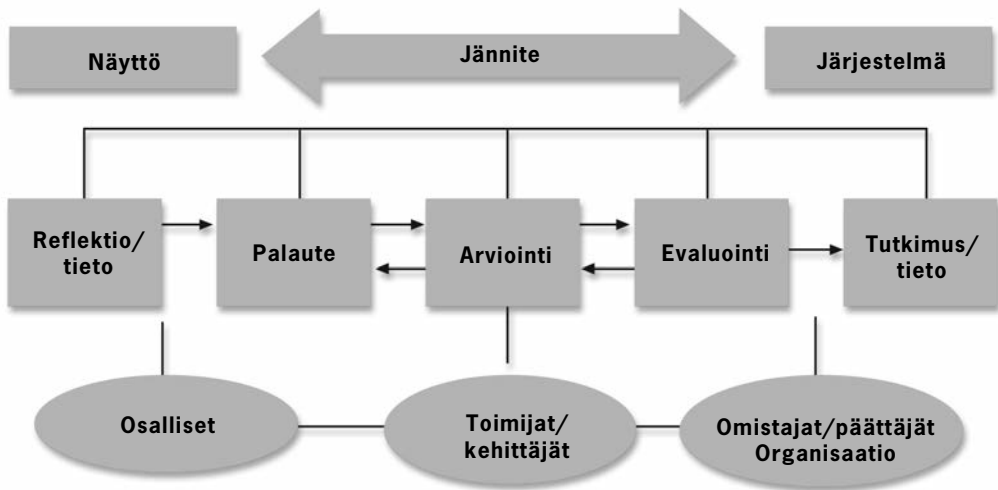 Näyttö
Jännite
Järjestelmä
Reflektio/
tieto
Palaute
Arviointi
Evaluointi
Tutkimus/
tieto
Osalliset
Toimijat/
kehittäjät
Omistajat/päättäjät
Organisaatio